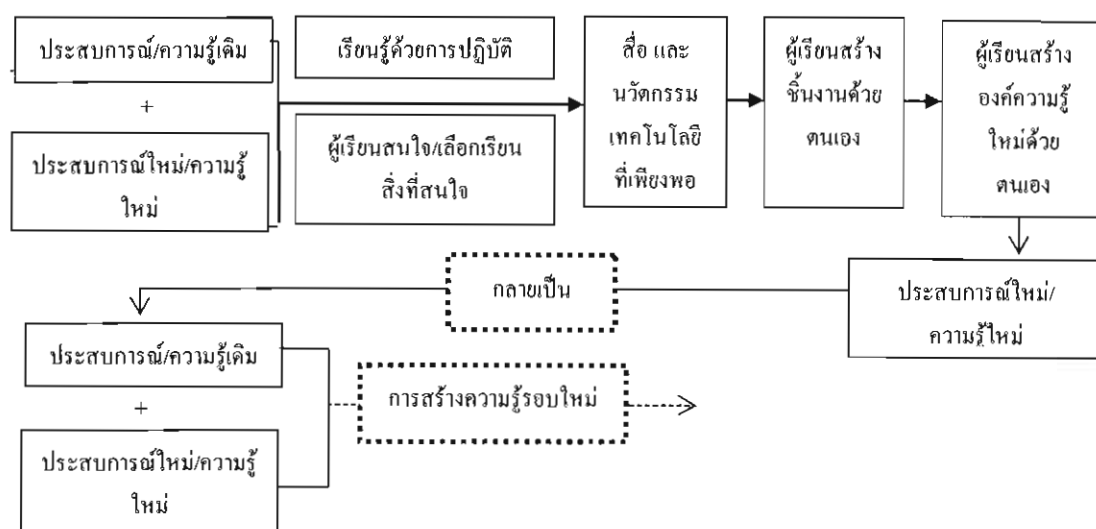 ประสบการณ์/ความรู้เดิม
+
ประสบการณ์ใหม่/ความรู้
ใหม่
เรียนรู้ด้วยการปฏิบัติ
ผู้เรียนสนใจ/เลือกเรียน
สิ่งที่สนใจ
สื่อ และ
นวัตกรรม
เทคโนโลยี
ที่เพียงพอ
ผู้เรียนสร้าง
ชิ้นงานด้วย
ตนเอง
ผู้เรียนสร้าง
องค์ความรู้
ใหม่ด้วย
ตนเอง
ประสบการณ์ใหม่/
ความรู้ใหม่
กลายเป็น
ประสบการณ์/ความรู้เดิม
+
ประสบการณ์ใหม่/ความรู้
ใหม่
การสร้างความรู้รอบใหม่